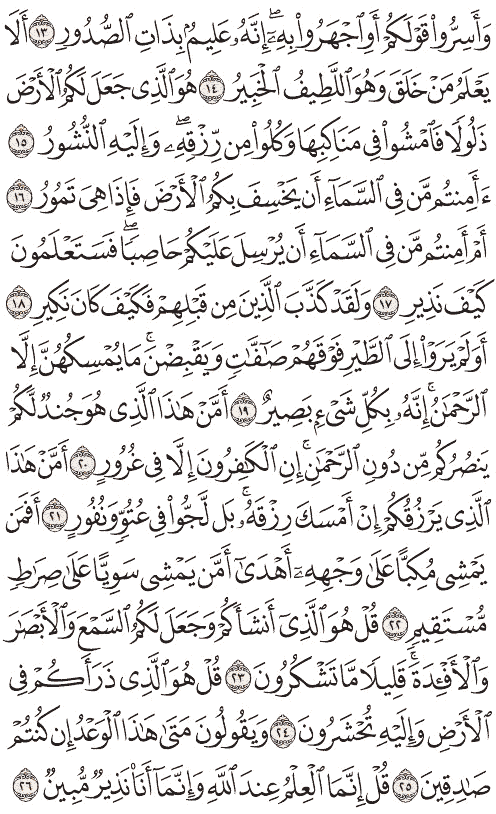 وَأَسِرُّوا۟ قَوْلَكُمْ أَوِ ٱجْهَرُوا۟ بِهِۦٓ ۖ إِنَّهُۥ عَلِيمٌۢ بِذَاتِ ٱلصُّدُورِ ١٣ أَلَا
يَعْلَمُ مَنْ خَلَقَ وَهُوَ ٱللَّطِيفُ ٱلْخَبِيرُ ١٤ هُوَ ٱلَّذِى جَعَلَ لَكُمُ ٱلْأَرْضَ
ذَلُولًا فَٱمْشُوا۟ فِى مَنَاكِبِهَا وَكُلُوا۟ مِن رِّزْقِهِۦ ۖ وَإِلَيْهِ ٱلنُّشُورُ ١٥
ءَأَمِنتُم مَّن فِى ٱلسَّمَآءِ أَن يَخْسِفَ بِكُمُ ٱلْأَرْضَ فَإِذَا هِىَ تَمُورُ ١٦
أَمْ أَمِنتُم مَّن فِى ٱلسَّمَآءِ أَن يُرْسِلَ عَلَيْكُمْ حَاصِبًا ۖ فَسَتَعْلَمُونَ
كَيْفَ نَذِيرِ ١٧ وَلَقَدْ كَذَّبَ ٱلَّذِينَ مِن قَبْلِهِمْ فَكَيْفَ كَانَ نَكِيرِ ١٨
أَوَلَمْ يَرَوْا۟ إِلَى ٱلطَّيْرِ فَوْقَهُمْ صَٰٓفَّٰتٍ وَيَقْبِضْنَ ۚ مَا يُمْسِكُهُنَّ إِلَّا
ٱلرَّحْمَٰنُ ۚ إِنَّهُۥ بِكُلِّ شَىْءٍۭ بَصِيرٌ ١٩ أَمَّنْ هَٰذَا ٱلَّذِى هُوَ جُندٌ لَّكُمْ
يَنصُرُكُم مِّن دُونِ ٱلرَّحْمَٰنِ ۚ إِنِ ٱلْكَٰفِرُونَ إِلَّا فِى غُرُورٍ ٢٠ أَمَّنْ هَٰذَا
ٱلَّذِى يَرْزُقُكُمْ إِنْ أَمْسَكَ رِزْقَهُۥ ۚ بَل لَّجُّوا۟ فِى عُتُوٍّ وَنُفُورٍ ٢١ أَفَمَن
يَمْشِى مُكِبًّا عَلَىٰ وَجْهِهِۦٓ أَهْدَىٰٓ أَمَّن يَمْشِى سَوِيًّا عَلَىٰ صِرَٰطٍ
مُّسْتَقِيمٍ ٢٢ قُلْ هُوَ ٱلَّذِىٓ أَنشَأَكُمْ وَجَعَلَ لَكُمُ ٱلسَّمْعَ وَٱلْأَبْصَٰرَ
وَٱلْأَفْـِٔدَةَ ۖ قَلِيلًا مَّا تَشْكُرُونَ ٢٣ قُلْ هُوَ ٱلَّذِى ذَرَأَكُمْ فِى
ٱلْأَرْضِ وَإِلَيْهِ تُحْشَرُونَ ٢٤ وَيَقُولُونَ مَتَىٰ هَٰذَا ٱلْوَعْدُ إِن كُنتُمْ
صَٰدِقِينَ ٢٥ قُلْ إِنَّمَا ٱلْعِلْمُ عِندَ ٱللَّهِ وَإِنَّمَآ أَنَا۠ نَذِيرٌ مُّبِينٌ ٢٦